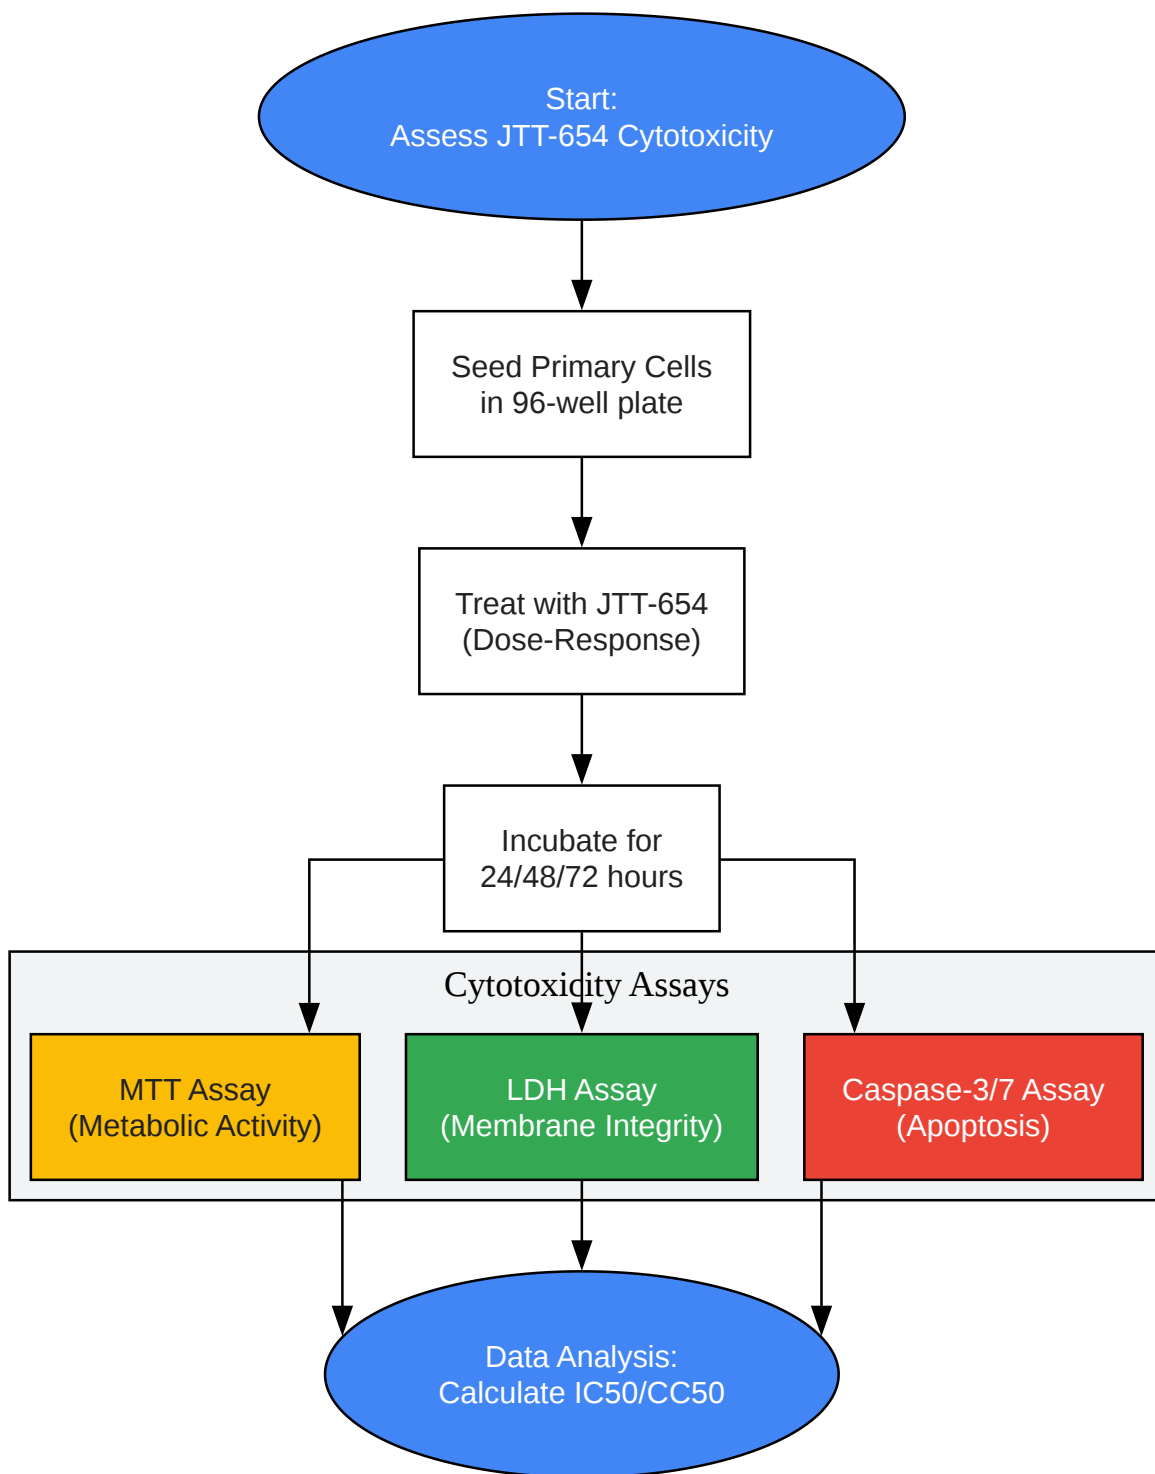 Start:
Assess JTT-654 Cytotoxicity
Seed Primary Cells
in 96-well plate
Treat with JTT-654
(Dose-Response)
Incubate for
24/48/72 hours
Cytotoxicity Assays
MTT Assay
(Metabolic Activity)
LDH Assay
(Membrane Integrity)
Caspase-3/7 Assay
(Apoptosis)
Data Analysis:
Calculate IC50/CC50